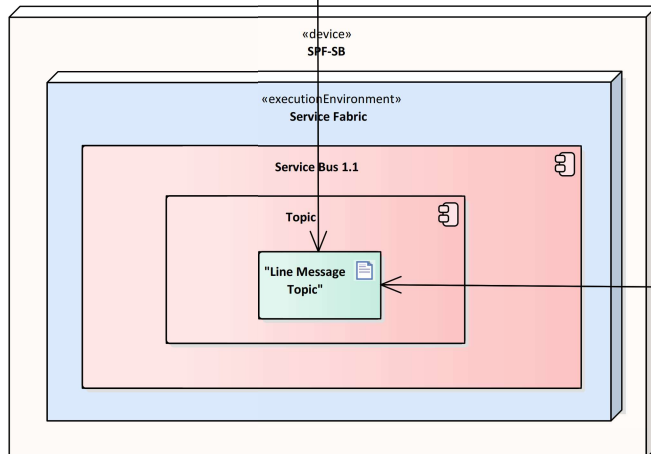 «device»
SPF-SB
«executionEnvironment»
Service Fabric
Service Bus 1.1
Topic
"Line Message
Topic"